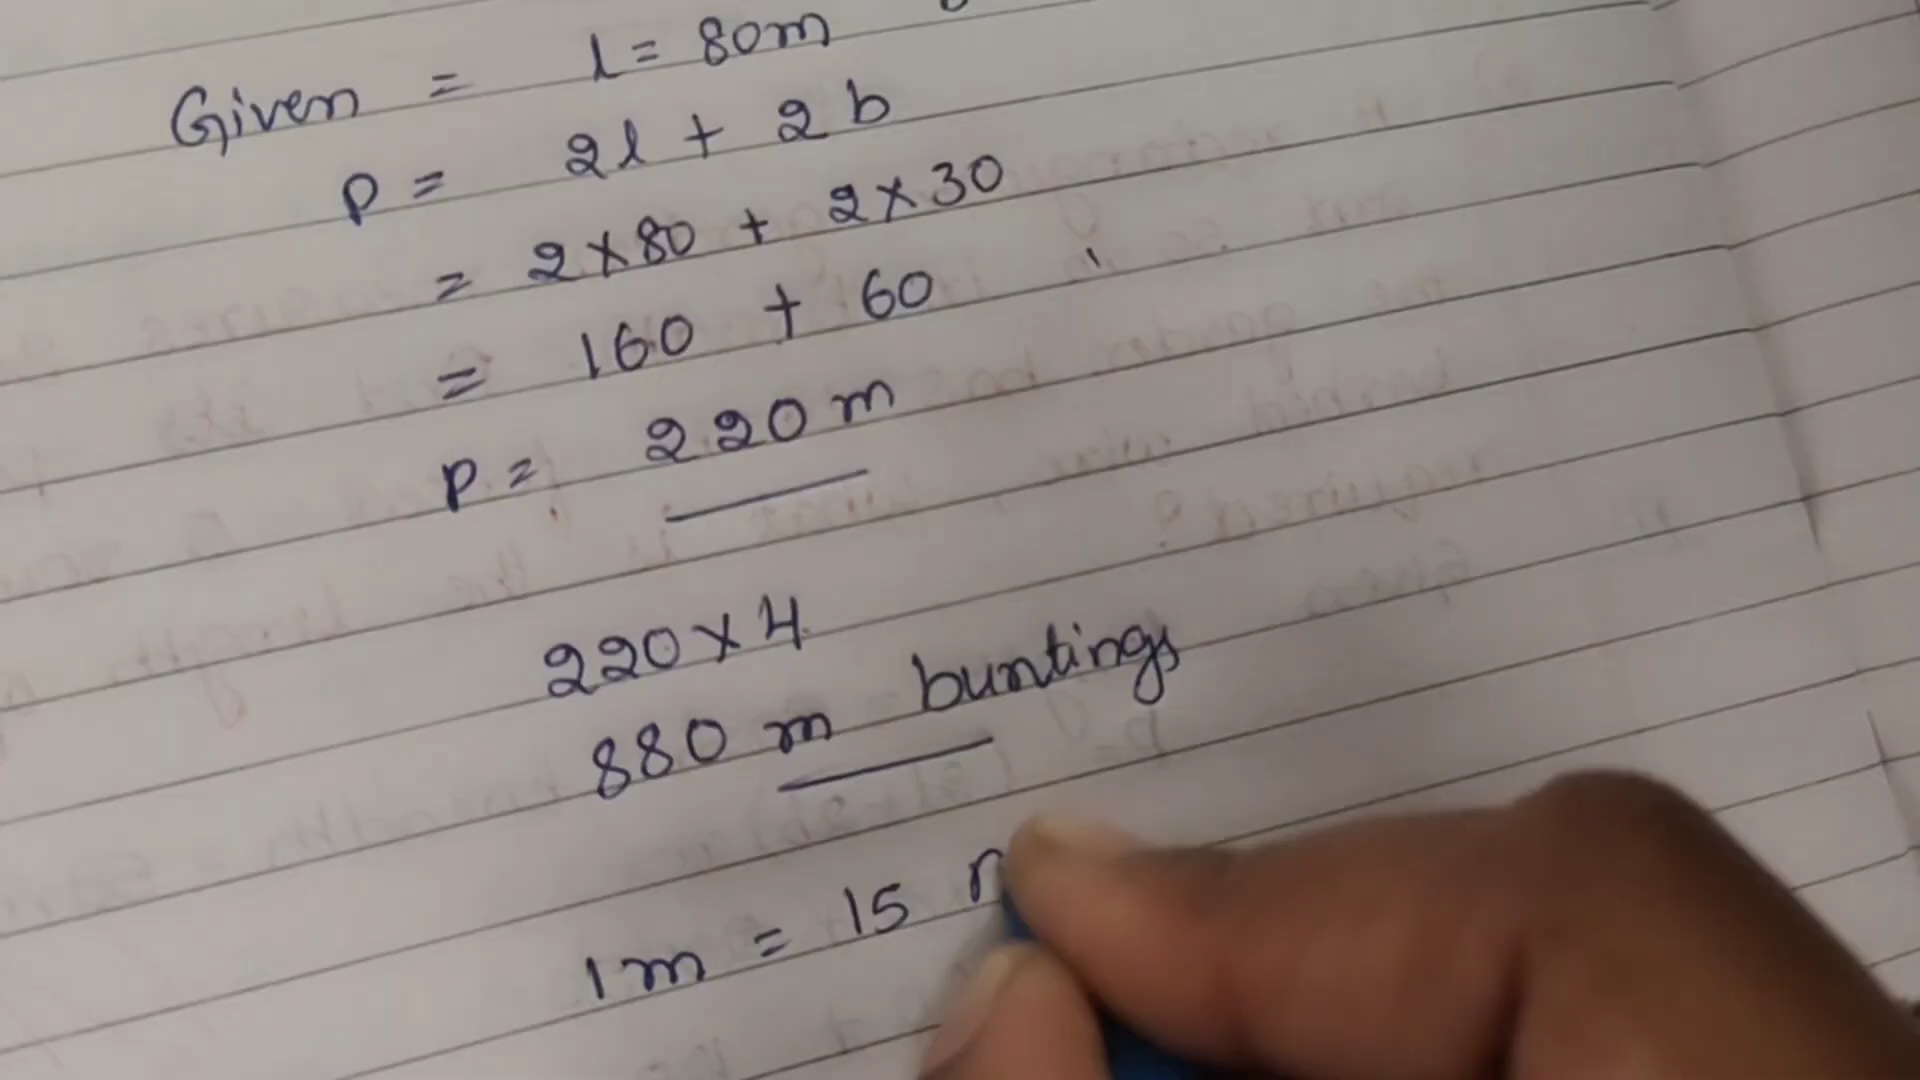 Given = l = 80m
P = 2l + 2b
= 2×80 + 2×30
= 160 + 60
P = 220 m
220×4
880 m buntings
1m = 15